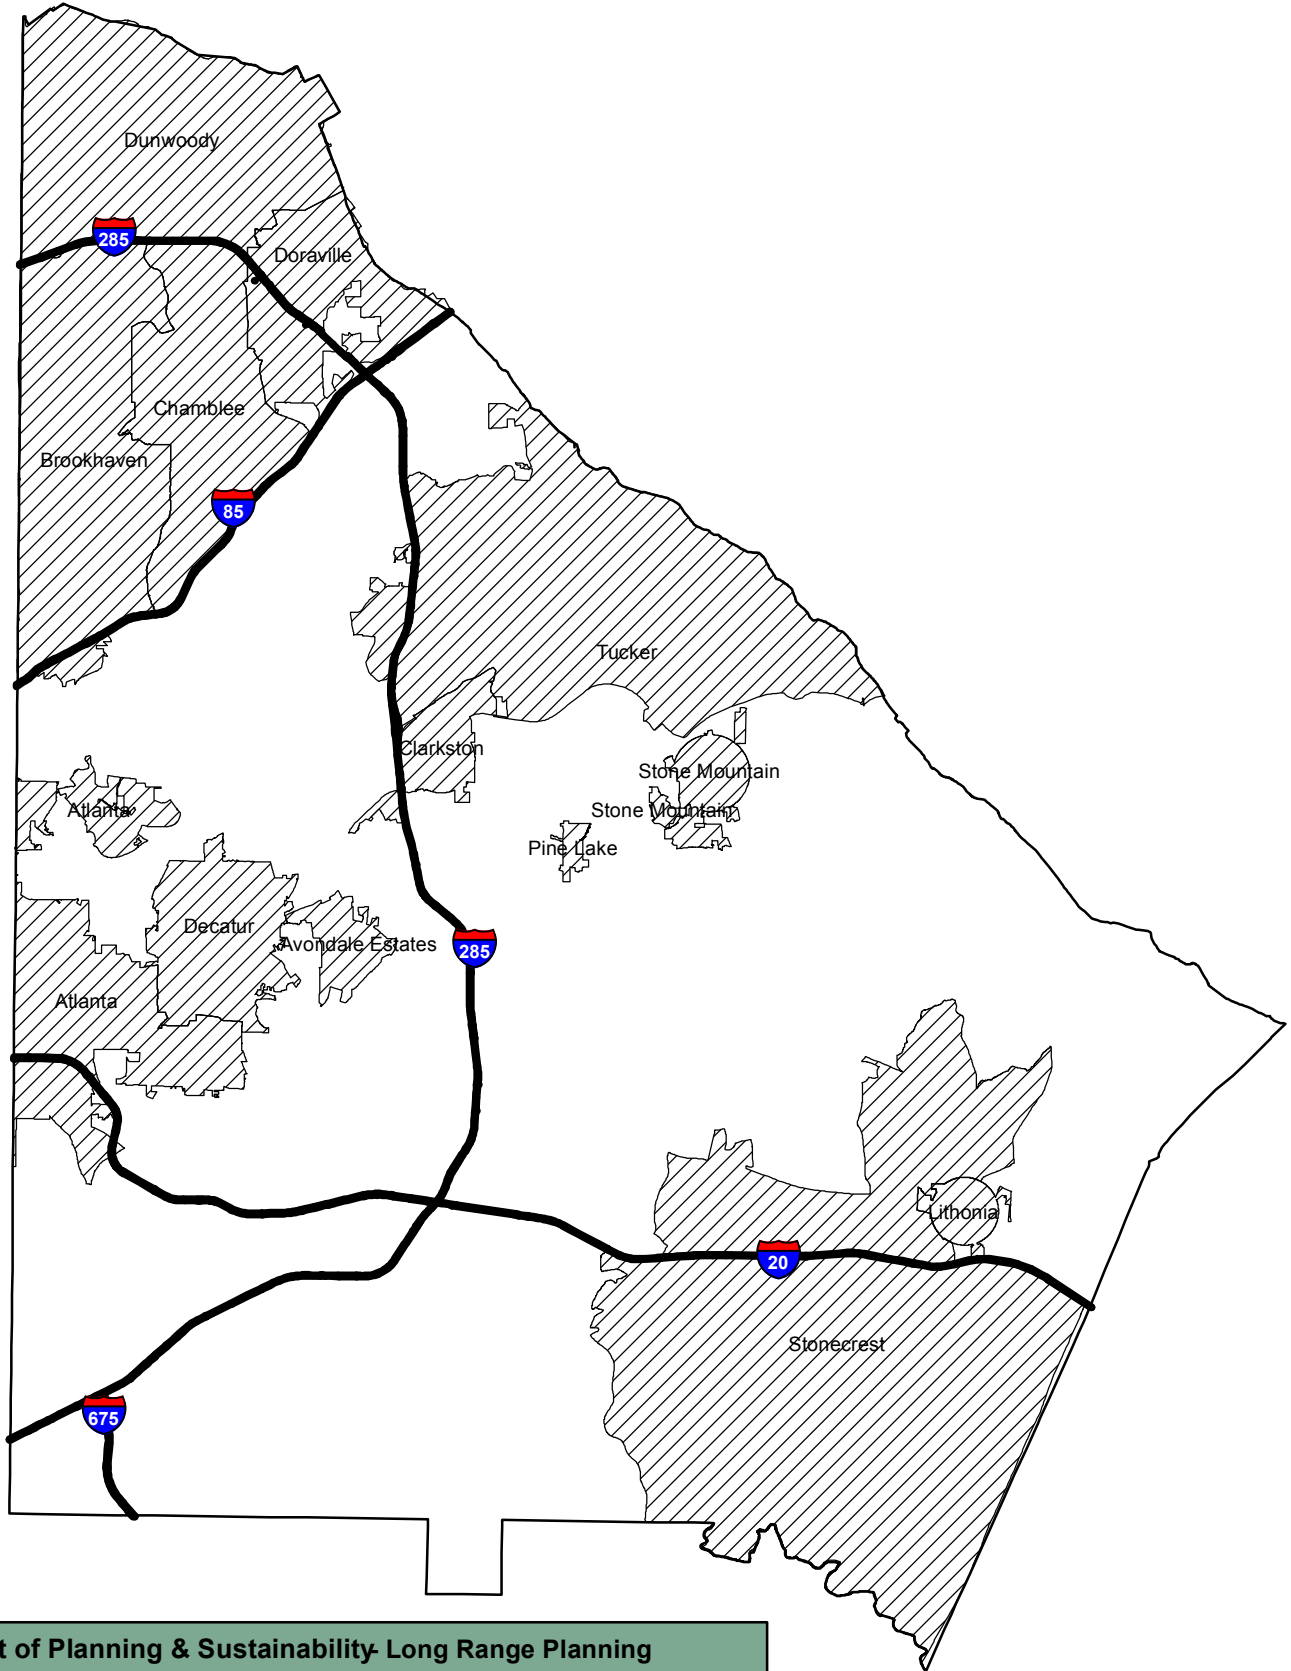 Dunwoody
285
Doraville
Chamblee
Brookhaven
85
Tucker
Clarkston
Stone Mountain
Atlanta
Stone Mountain
Pine Lake
Decatur
Avondale Estates
285
Atlanta
Lithonia
20
Stonecrest
675
t of Planning & Sustainability- Long Range Planning